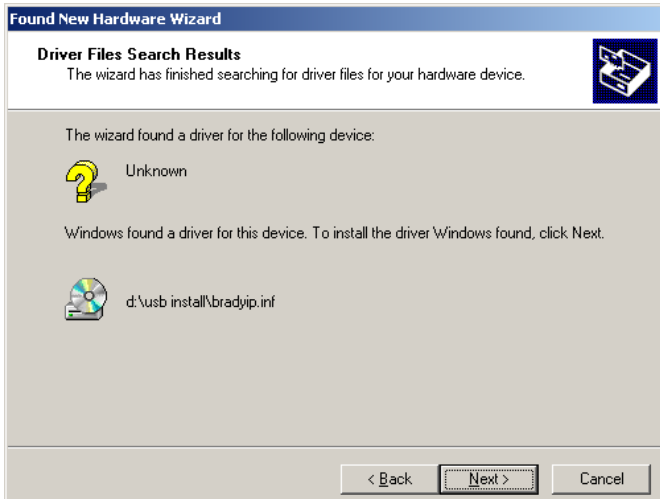 Found New Hardware Wizard
Driver Files Search Results
The wizard has finished searching for driver files for your hardware device.
The wizard found a driver for the following device:
Unknown
Windows found a driver for this device. To install the driver Windows found, click Next.
d:\usb install\bradyip.inf
< Back Next > Cancel